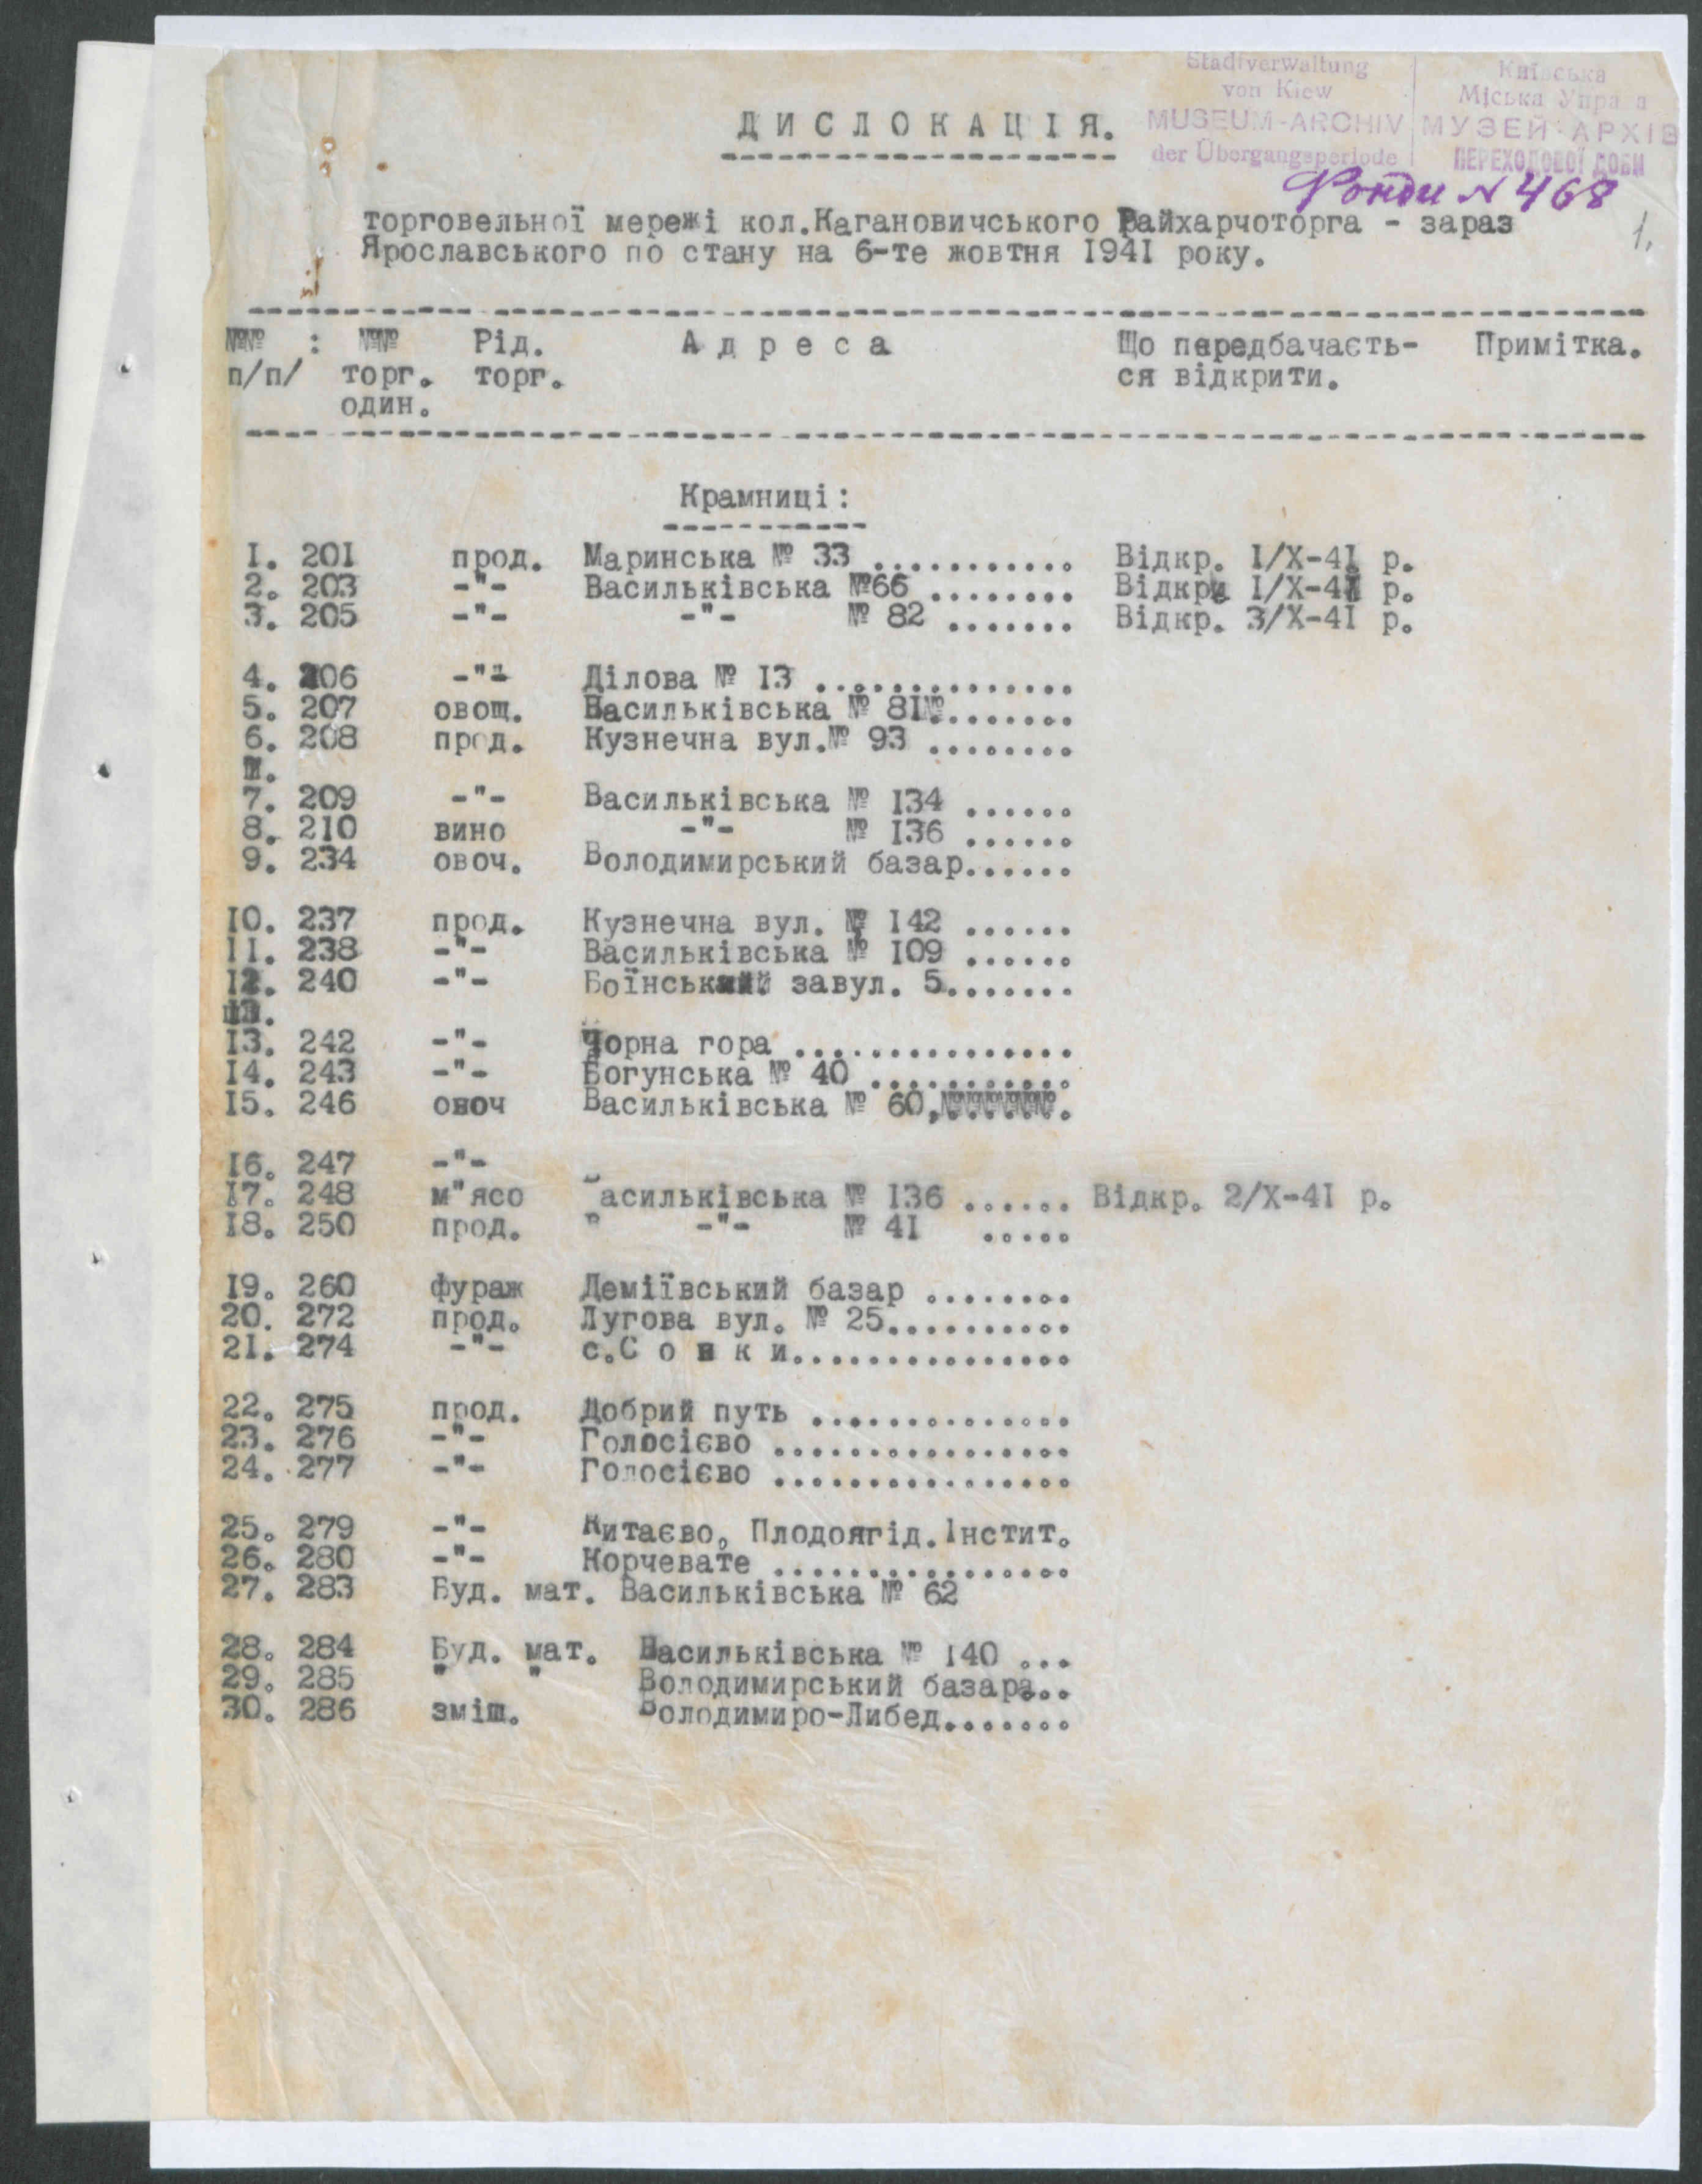 Stadtverwaltung
von Kiew
MUSEUM-ARCHIV
der Übergangsperiode
Київська
Міська Управа
МУЗЕЙ-АРХІВ
ПЕРЕХОДОВОЇ ДОБИ
Фонди № 468
1.
ДИСЛОКАЦІЯ.
торговельної мережі кол.Кагановичського Райхарчоторга - зараз
Ярославського по стану на 6-те жовтня 1941 року.
№№ : №№ Рід. Адреса Що передбачаєть- Примітка.
п/п/ торг. торг. ся відкрити.
один.
Крамниці:
1. 201 прод. Маринська № 33 ........... Відкр. 1/X-41 р.
2. 203 -"- Васильківська №66 ........ Відкри 1/X-41 р.
3. 205 -"- -"- № 82 ....... Відкр. 3/X-41 р.
4. 206 -"- Ділова № 13 ..............
5. 207 овощ. Васильківська № 81........
6. 208 прод. Кузнечна вул.№ 93 ........
7. 209 -"- Васильківська № 134 ......
8. 210 вино -"- № 136 ......
9. 234 овоч. Володимирський базар......
10. 237 прод. Кузнечна вул. № 142 ......
11. 238 -"- Васильківська № 109 ......
12. 240 -"- Боїнський завул. 5.......
13. 242 -"- Чорна гора ...............
14. 243 -"- Богунська № 40 ...........
15. 246 овоч Васильківська № 60,.......
16. 247 -"-
17. 248 м"ясо Васильківська № 136 ...... Відкр. 2/X-41 р.
18. 250 прод. " -"- № 41 .....
19. 260 фураж Деміївський базар ........
20. 272 прод. Лугова вул. № 25..........
21. 274 -"- с.С о в к и...............
22. 275 прод. Добрий путь ..............
23. 276 -"- Голосієво ................
24. 277 -"- Голосієво ................
25. 279 -"- Китаєво, Плодоягід.Інстит.
26. 280 -"- Корчевате ................
27. 283 Буд. мат. Васильківська № 62
28. 284 Буд. мат. Васильківська № 140 ...
29. 285 " " Володимирський базара..
30. 286 зміш. Володимиро-Либед.......